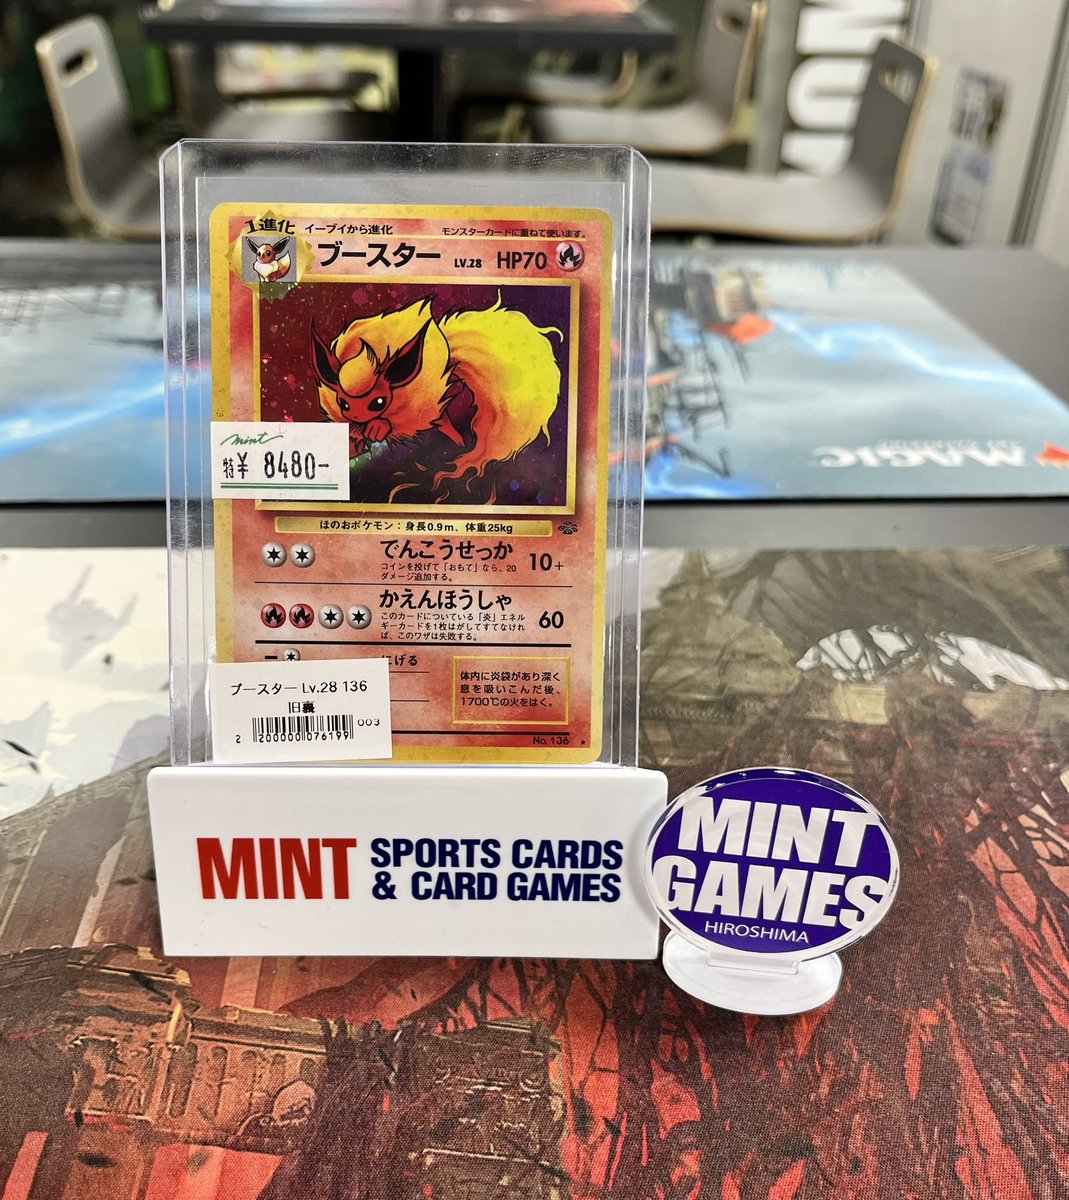 1進化 イーブイから進化 モンスターカードに重ねて使います。
ブースター LV.28 HP70
mint
特¥8480-
ほのおポケモン：身長0.9m、体重25kg
でんこうせっか 10+
コインを投げて「おもて」なら、20
ダメージ追加する。
かえんほうしゃ 60
このカードについている「炎」エネル
ギーカードを1枚はがしてすてなけれ
ば、このワザは失敗する。
にげる
体内に炎袋があり深く
息を吸いこんだ後、
1700℃の火をはく。
No. 136
ブースター Lv.28 136
旧裏
003
2 200000 076199
MINT SPORTS CARDS
& CARD GAMES
MINT
GAMES
HIROSHIMA
MAGIC